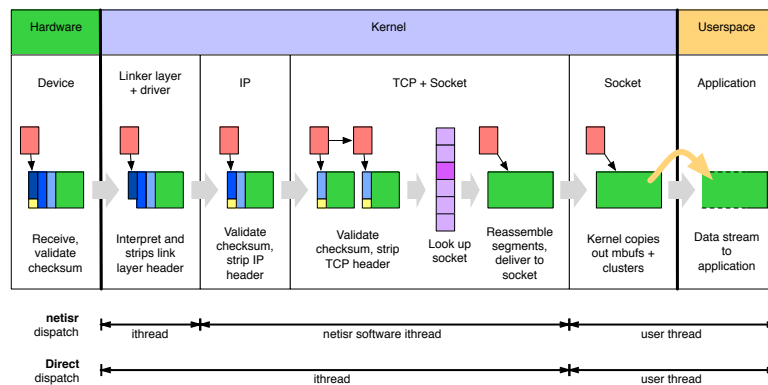 Hardware
Kernel
Userspace
Device
Linker layer
+ driver
IP
TCP + Socket
Socket
Application
Receive,
validate
checksum
Interpret and
strips link
layer header
Validate
checksum,
strip IP
header
Validate
checksum, strip
TCP header
Look up
socket
Reassemble
segments,
deliver to
socket
Kernel copies
out mbufs +
clusters
Data stream
to
application
netisr
dispatch
ithread
netisr software ithread
user thread
Direct
dispatch
ithread
user thread